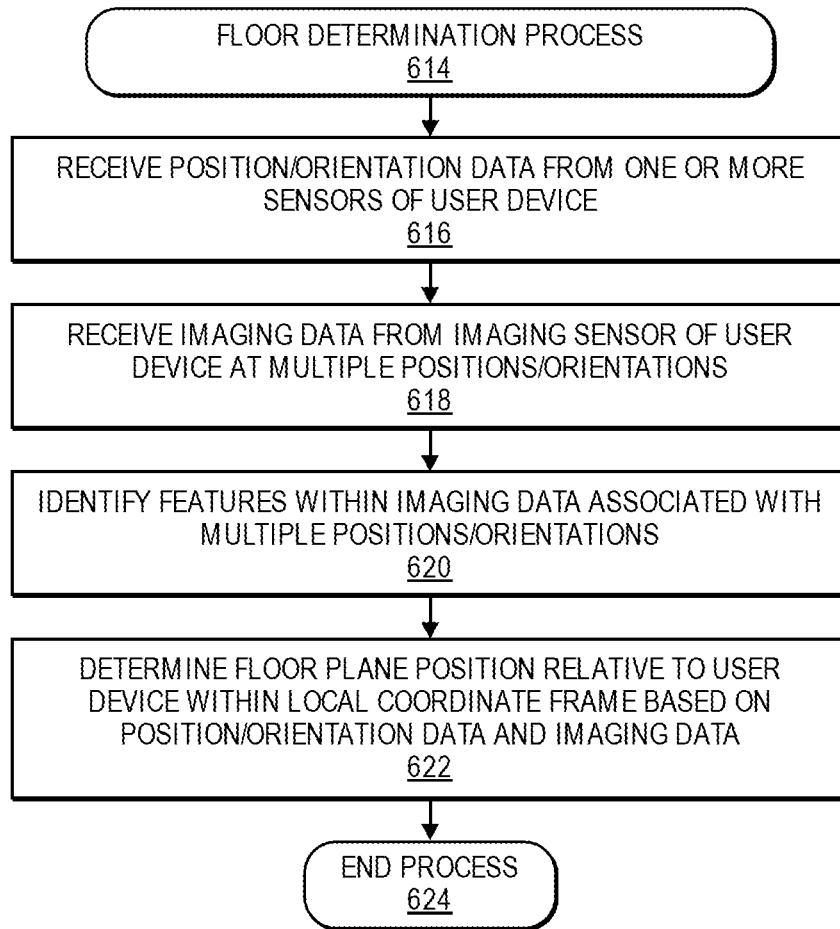 FLOOR DETERMINATION PROCESS
614
RECEIVE POSITION/ORIENTATION DATA FROM ONE OR MORE
SENSORS OF USER DEVICE
616
RECEIVE IMAGING DATA FROM IMAGING SENSOR OF USER
DEVICE AT MULTIPLE POSITIONS/ORIENTATIONS
618
IDENTIFY FEATURES WITHIN IMAGING DATA ASSOCIATED WITH
MULTIPLE POSITIONS/ORIENTATIONS
620
DETERMINE FLOOR PLANE POSITION RELATIVE TO USER
DEVICE WITHIN LOCAL COORDINATE FRAME BASED ON
POSITION/ORIENTATION DATA AND IMAGING DATA
622
END PROCESS
624